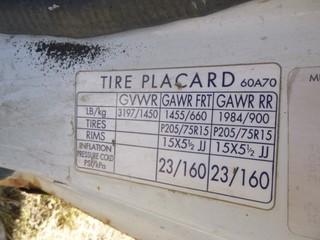 TIRE PLACARD 60A70
GVWR GAWR FRT GAWR RR
LB/kg 3197/1450 1455/660 1984/900
TIRES P205/75R15 P205/75R15
RIMS 15X5½ JJ 15X5½ JJ
INFLATION
PRESSURE COLD
PSI/kPa 23/160 23/160